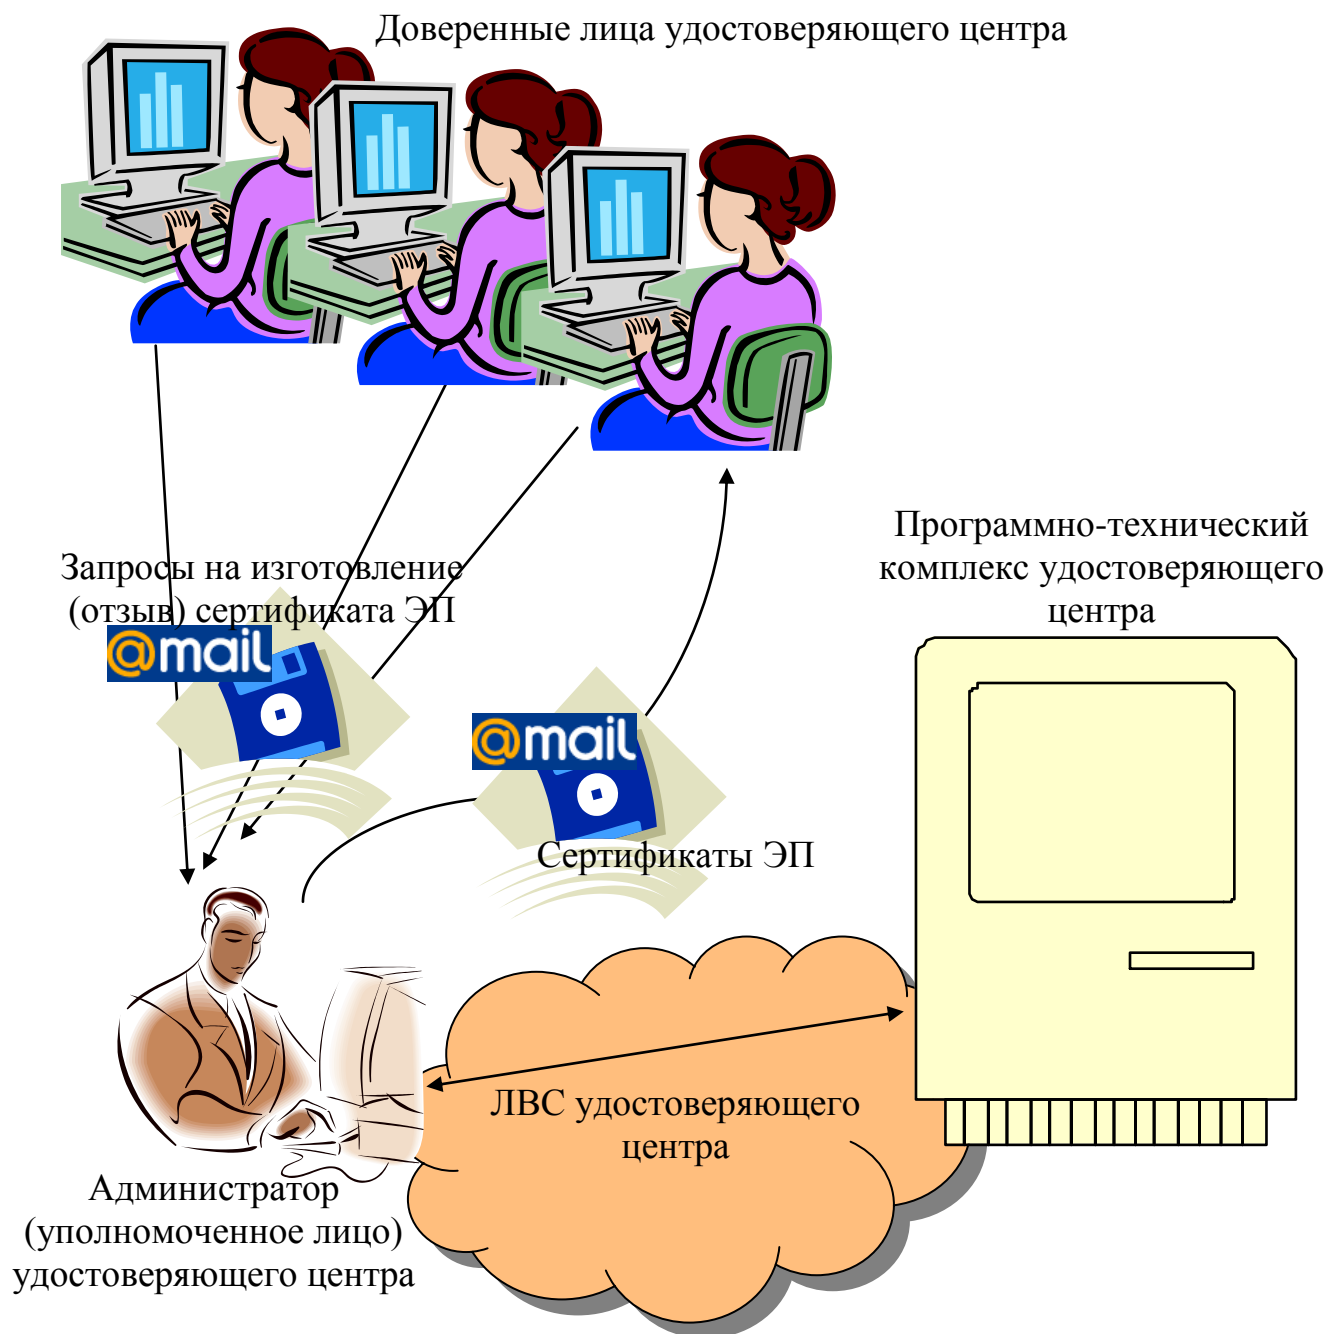 Доверенные лица удостоверяющего центра
Программно-технический
комплекс удостоверяющего
центра
Запросы на изготовление
(отзыв) сертификата ЭП
@mail
@mail
Сертификаты ЭП
ЛВС удостоверяющего
центра
Администратор
(уполномоченное лицо)
удостоверяющего центра